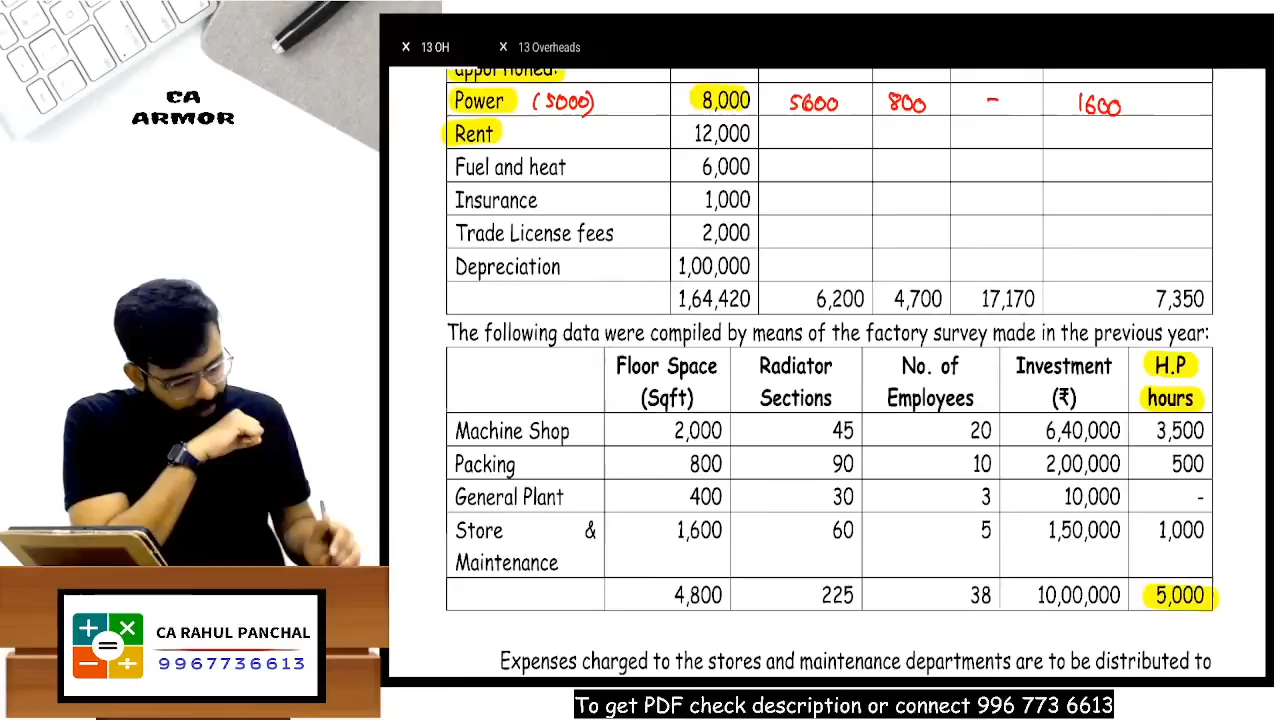 CA
ARMOR
× 13 OH × 13 Overheads
apportioned:
Power (5000) 8,000 5600 800 - 1600
Rent 12,000
Fuel and heat 6,000
Insurance 1,000
Trade License fees 2,000
Depreciation 1,00,000
1,64,420 6,200 4,700 17,170 7,350
The following data were compiled by means of the factory survey made in the previous year:
Floor Space Radiator No. of Investment H.P
(Sqft) Sections Employees (₹) hours
Machine Shop 2,000 45 20 6,40,000 3,500
Packing 800 90 10 2,00,000 500
General Plant 400 30 3 10,000 -
Store & 1,600 60 5 1,50,000 1,000
Maintenance
4,800 225 38 10,00,000 5,000
Expenses charged to the stores and maintenance departments are to be distributed to
CA RAHUL PANCHAL
9967736613
To get PDF check description or connect 996 773 6613